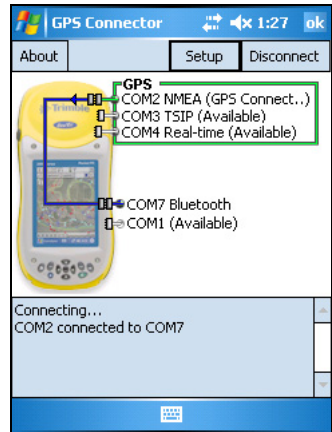 GPS Connector 1:27 ok
About Setup Disconnect
GPS
COM2 NMEA (GPS Connect..)
COM3 TSIP (Available)
COM4 Real-time (Available)
Trimble
COM7 Bluetooth
COM1 (Available)
Connecting...
COM2 connected to COM7